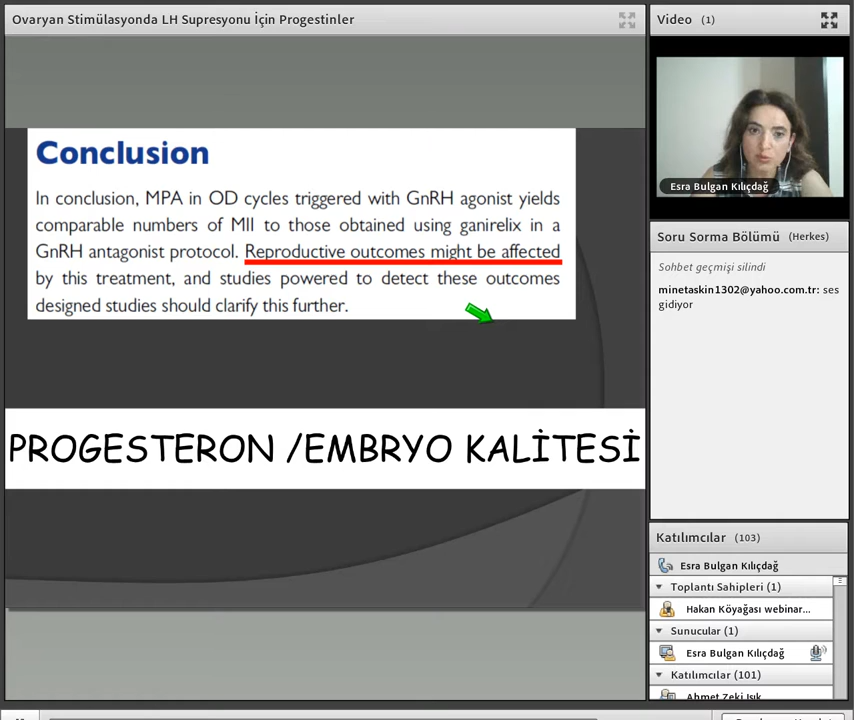 Ovaryan Stimülasyonda LH Supresyonu İçin Progestinler
Conclusion
In conclusion, MPA in OD cycles triggered with GnRH agonist yields
comparable numbers of MII to those obtained using ganirelix in a
GnRH antagonist protocol. Reproductive outcomes might be affected
by this treatment, and studies powered to detect these outcomes
designed studies should clarify this further.
PROGESTERON /EMBRYO KALİTESİ
Video (1)
Esra Bulgan Kılıçdağ
Soru Sorma Bölümü (Herkes)
Sohbet geçmişi silindi
minetaskin1302@yahoo.com.tr: ses
gidiyor
Katılımcılar (103)
Esra Bulgan Kılıçdağ
Toplantı Sahipleri (1)
Hakan Köyağası webinar...
Sunucular (1)
Esra Bulgan Kılıçdağ
Katılımcılar (101)
Ahmet Zeki Işık